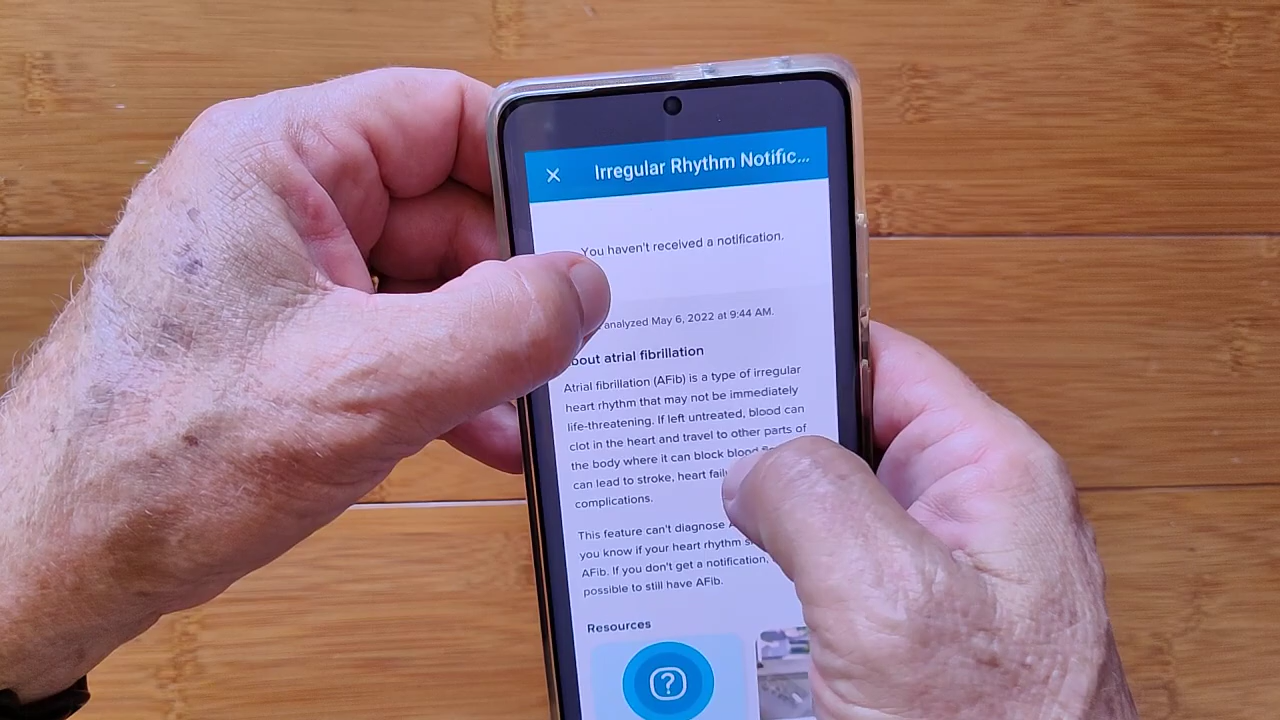 Irregular Rhythm Notific...
You haven't received a notification.
analyzed May 6, 2022 at 9:44 AM.
bout atrial fibrillation
Atrial fibrillation (AFib) is a type of irregular
heart rhythm that may not be immediately
life-threatening. If left untreated, blood can
clot in the heart and travel to other parts of
the body where it can block blood
can lead to stroke, heart
complications.
This feature can't diagnose
you know if your heart rhythm
AFib. If you don't get a notification,
possible to still have AFib.
Resources
?